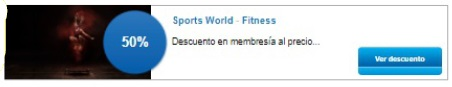 Sports World - Fitness
50%
Descuento en membresía al precio...
Ver descuento